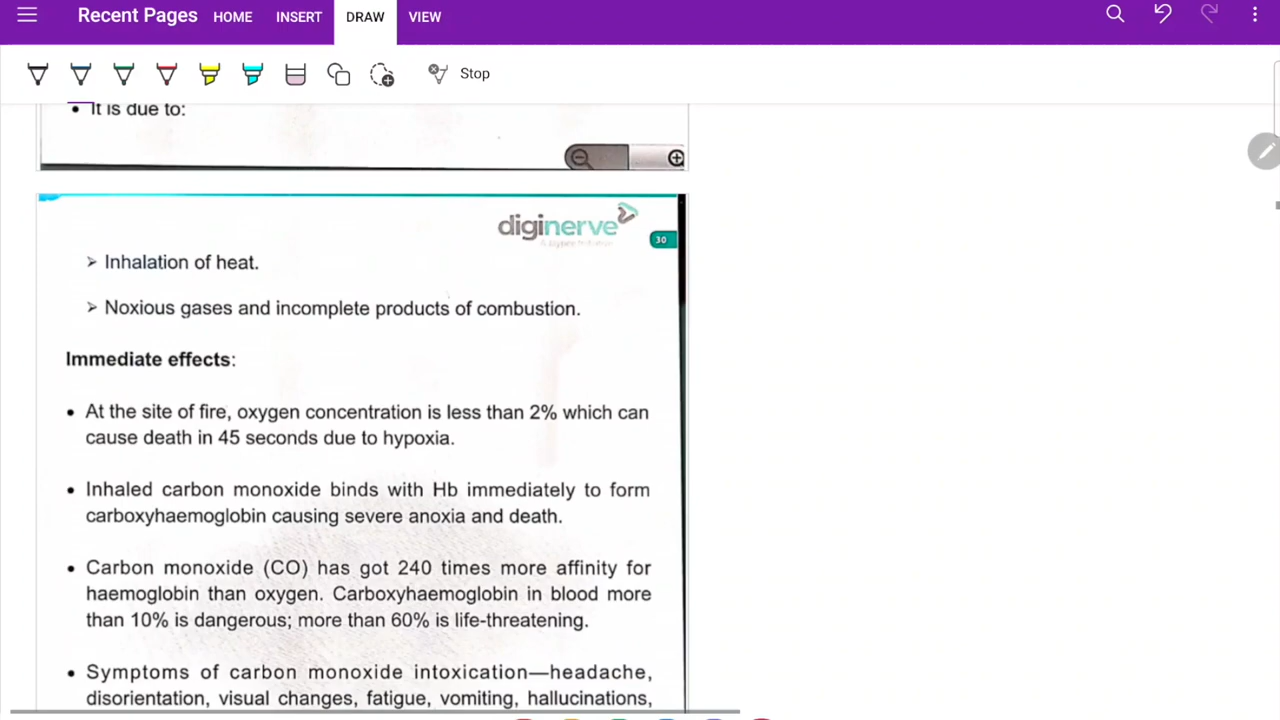 Recent Pages HOME INSERT DRAW VIEW
Stop
• It is due to:
diginerve
30
➢ Inhalation of heat.
➢ Noxious gases and incomplete products of combustion.
Immediate effects:
• At the site of fire, oxygen concentration is less than 2% which can
cause death in 45 seconds due to hypoxia.
• Inhaled carbon monoxide binds with Hb immediately to form
carboxyhaemoglobin causing severe anoxia and death.
• Carbon monoxide (CO) has got 240 times more affinity for
haemoglobin than oxygen. Carboxyhaemoglobin in blood more
than 10% is dangerous; more than 60% is life-threatening.
• Symptoms of carbon monoxide intoxication—headache,
disorientation, visual changes, fatigue, vomiting, hallucinations,